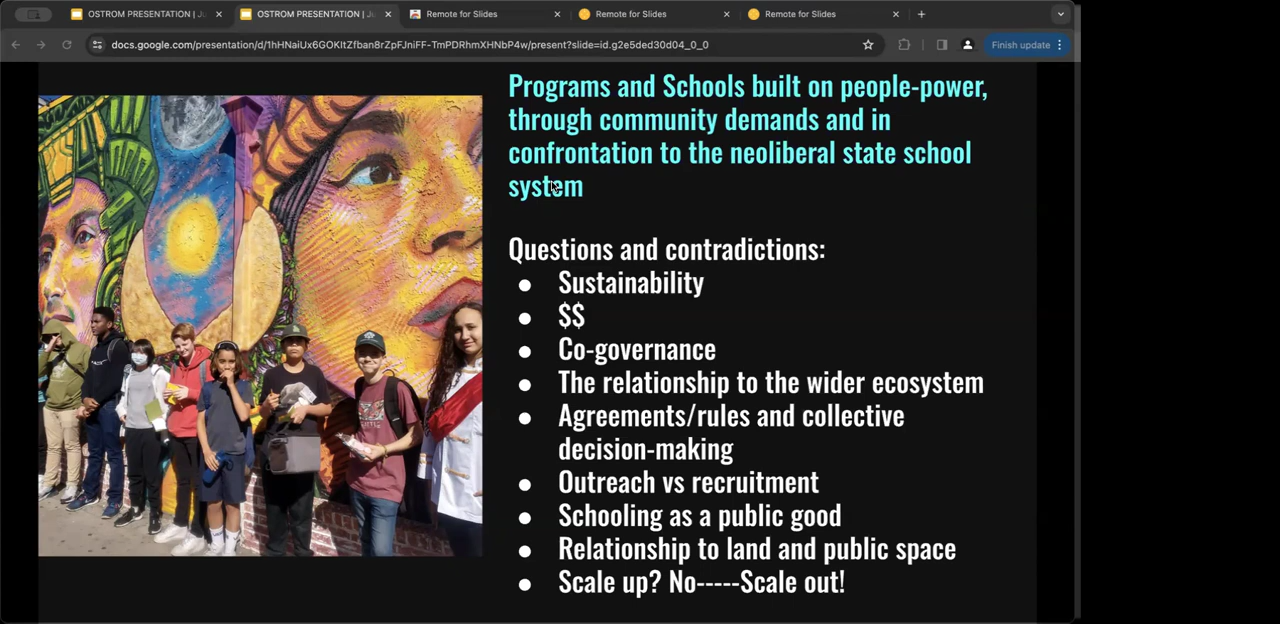 OSTROM PRESENTATION | Ju
OSTROM PRESENTATION | Ju
Remote for Slides
Remote for Slides
Remote for Slides
docs.google.com/presentation/d/1hHNaiUx6GOKItZfban8rZpFJniFF-TmPDRhmXHNbP4w/present?slide=id.g2e5ded30d04_0_0
Finish update
Programs and Schools built on people-power,
through community demands and in
confrontation to the neoliberal state school
system
Questions and contradictions:
● Sustainability
● $$
● Co-governance
● The relationship to the wider ecosystem
● Agreements/rules and collective
decision-making
● Outreach vs recruitment
● Schooling as a public good
● Relationship to land and public space
● Scale up? No-----Scale out!